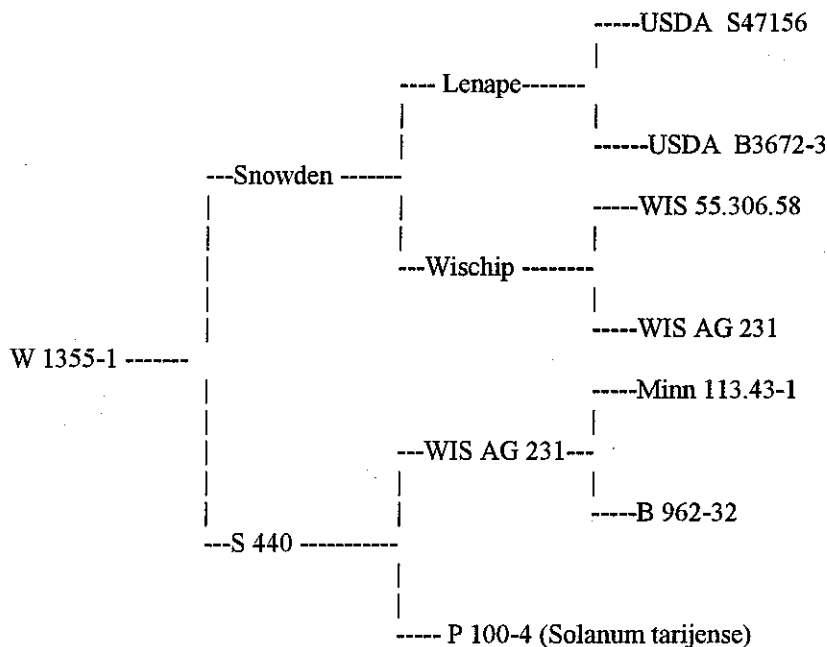 USDA S47156
Lenape
USDA B3672-3
Snowden
WIS 55.306.58
Wischip
WIS AG 231
W 1355-1
Minn 113.43-1
WIS AG 231
B 962-32
S 440
P 100-4 (Solanum tarijense)